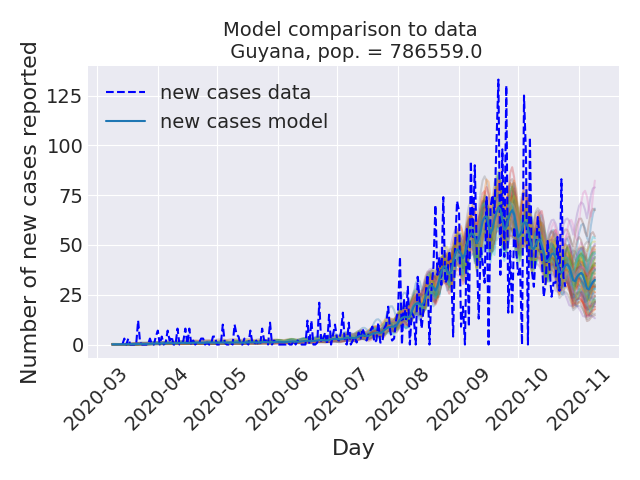 Model comparison to data
Guyana, pop. = 786559.0
Number of new cases reported
125
100
75
50
25
0
new cases data
new cases model
2020-03
2020-04
2020-05
2020-06
2020-07
2020-08
2020-09
2020-10
2020-11
Day